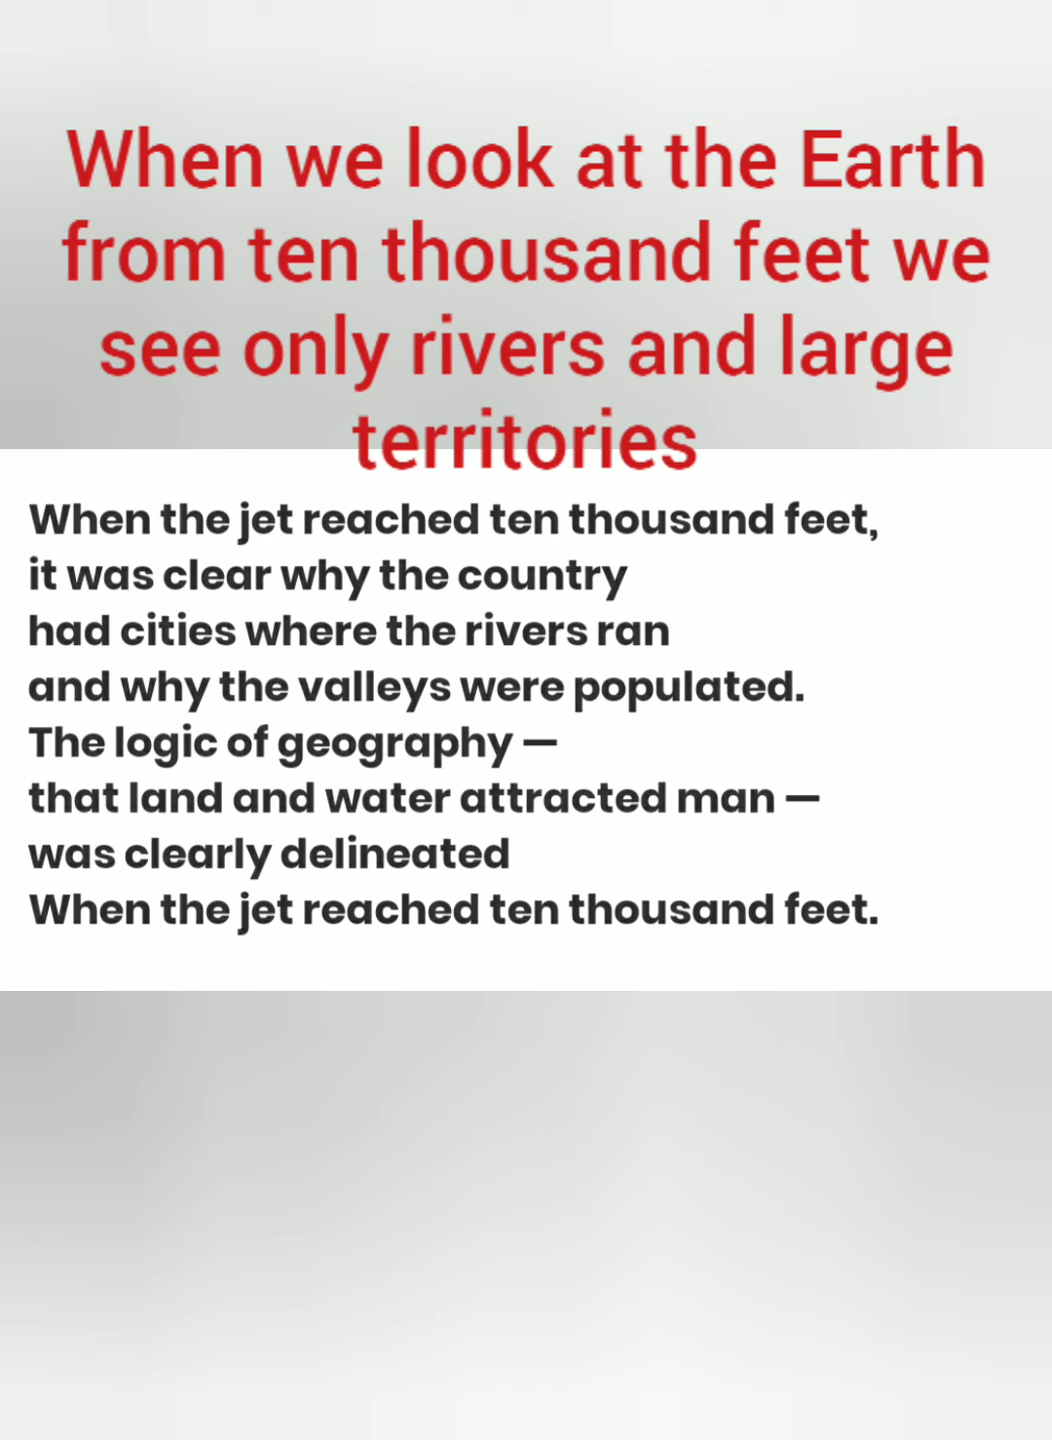 When we look at the Earth
from ten thousand feet we
see only rivers and large
territories
When the jet reached ten thousand feet,
it was clear why the country
had cities where the rivers ran
and why the valleys were populated.
The logic of geography —
that land and water attracted man —
was clearly delineated
When the jet reached ten thousand feet.